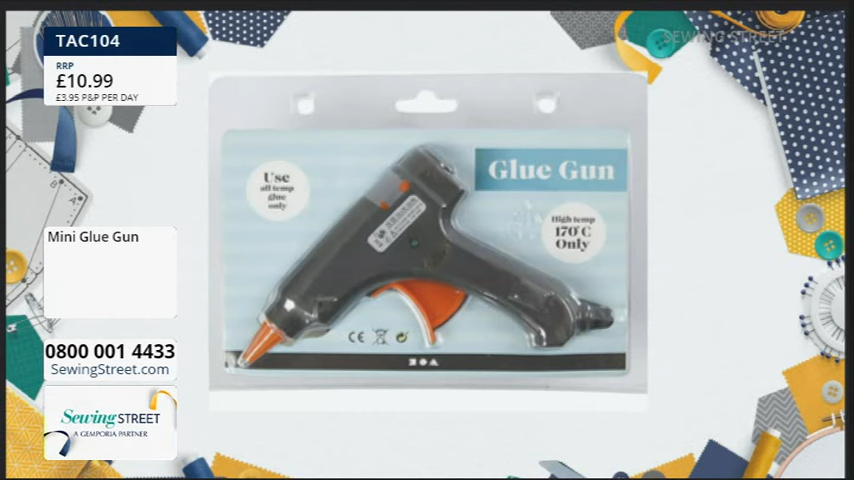 TAC104
RRP
£10.99
£3.95 P&P PER DAY
SEWING STREET
Mini Glue Gun
0800 001 4433
SewingStreet.com
Sewing STREET
A GEMPORIA PARTNER
Use
all temp
glue
only
Glue Gun
High temp
170°C
Only
CE